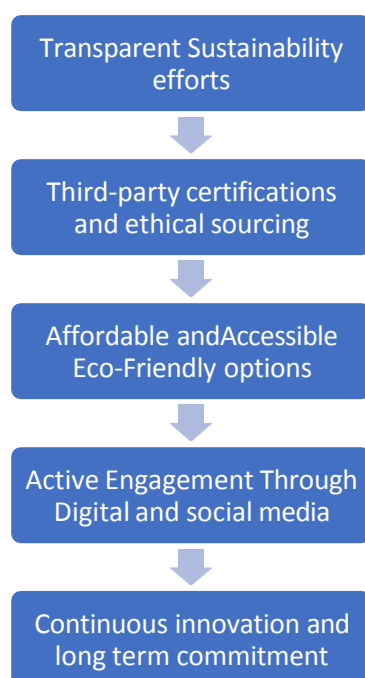 Transparent Sustainability
efforts
Third-party certifications
and ethical sourcing
Affordable andAccessible
Eco-Friendly options
Active Engagement Through
Digital and social media
Continuous innovation and
long term commitment